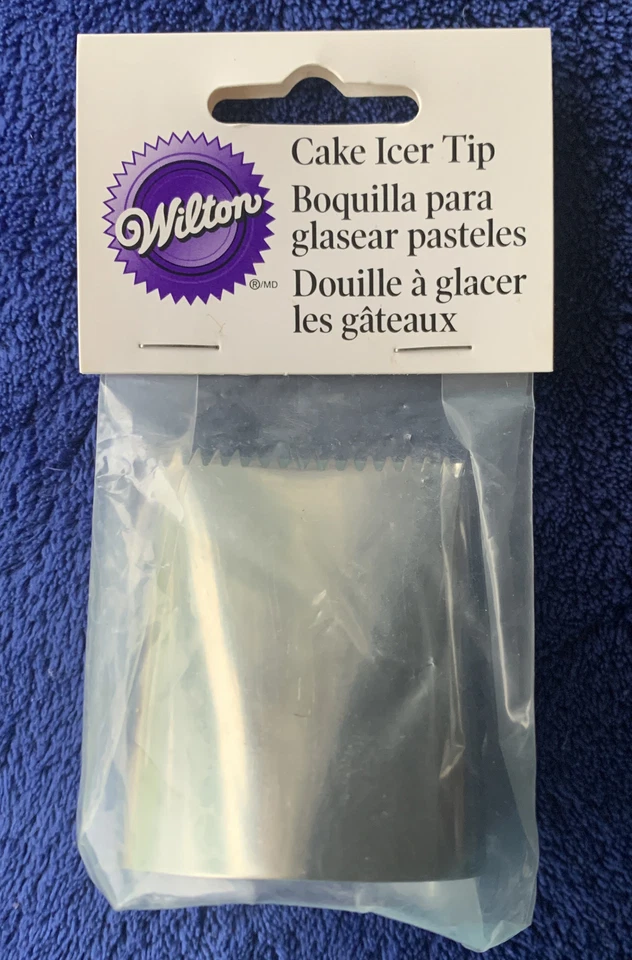 Wilton
®/MD
Cake Icer Tip
Boquilla para
glasear pasteles
Douille à glacer
les gâteaux